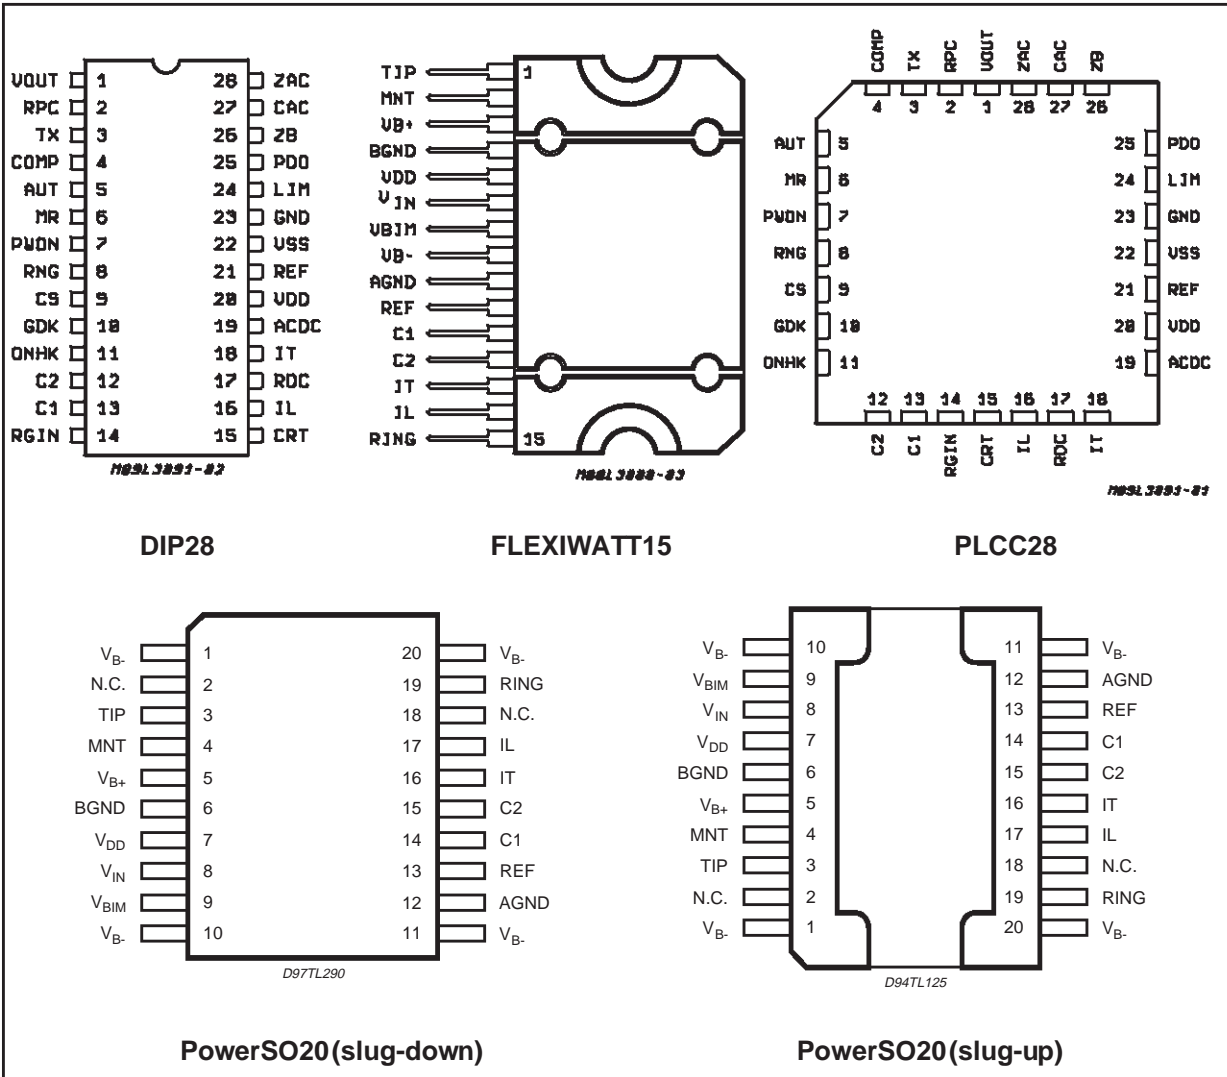 VOUT 1 28 ZAC
RPC 2 27 CAC
TX 3 26 ZB
COMP 4 25 PDO
AUT 5 24 LIM
MR 6 23 GND
PWON 7 22 VSS
RNG 8 21 REF
CS 9 20 VDD
GDK 10 19 ACDC
ONHK 11 18 IT
C2 12 17 RDC
C1 13 16 IL
RGIN 14 15 CRT
M09L3091-02
DIP28
TIP 1
MNT
VB+
BGND
VDD
VIN
VBIM
VB-
AGND
REF
C1
C2
IT
IL
RING 15
M88L3000-03
FLEXIWATT15
COMP TX RPC VOUT ZAC CAC ZB
4 3 2 1 28 27 26
AUT 5 25 PDO
MR 6 24 LIM
PWON 7 23 GND
RNG 8 22 VSS
CS 9 21 REF
GDK 10 20 VDD
ONHK 11 19 ACDC
12 13 14 15 16 17 18
C2 C1 RGIN CRT IL RDC IT
M09L3091-01
PLCC28
VB- 1 20 VB-
N.C. 2 19 RING
TIP 3 18 N.C.
MNT 4 17 IL
VB+ 5 16 IT
BGND 6 15 C2
VDD 7 14 C1
VIN 8 13 REF
VBIM 9 12 AGND
VB- 10 11 VB-
D97TL290
PowerSO20 (slug-down)
VB- 10 11 VB-
VBIM 9 12 AGND
VIN 8 13 REF
VDD 7 14 C1
BGND 6 15 C2
VB+ 5 16 IT
MNT 4 17 IL
TIP 3 18 N.C.
N.C. 2 19 RING
VB- 1 20 VB-
D94TL125
PowerSO20 (slug-up)